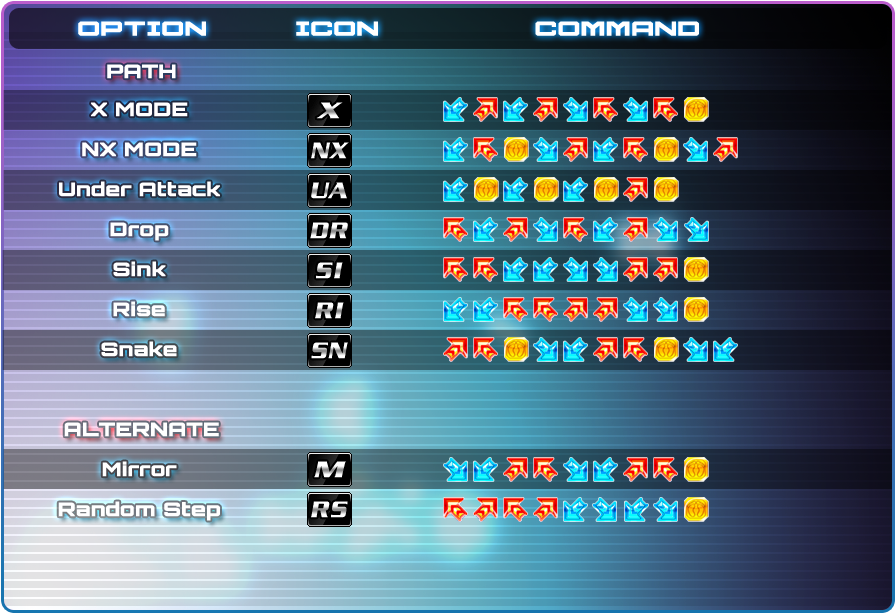 OPTION ICON COMMAND
PATH
X MODE X
NX MODE NX
Under Attack UA
Drop DR
Sink SI
Rise RI
Snake SN
ALTERNATE
Mirror M
Random Step RS